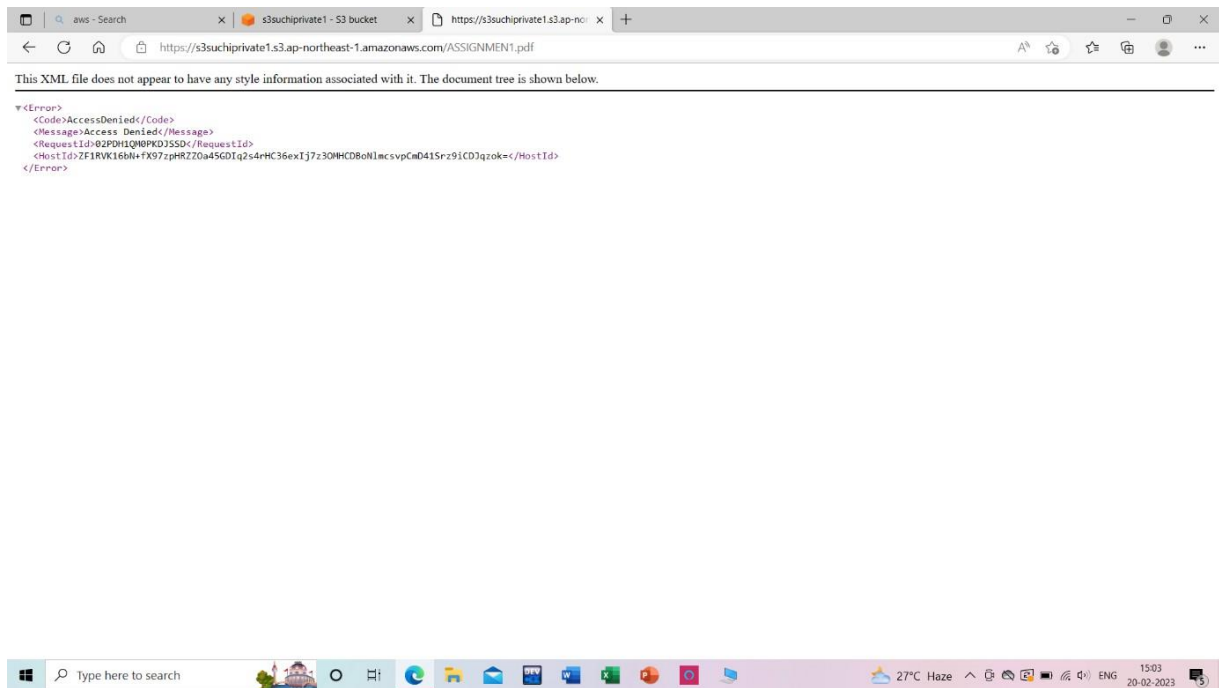 aws - Search
s3suchiprivate1 - S3 bucket
https://s3suchiprivate1.s3.ap-nor
https://s3suchiprivate1.s3.ap-northeast-1.amazonaws.com/ASSIGNMEN1.pdf
This XML file does not appear to have any style information associated with it. The document tree is shown below.
▼<Error>
<Code>AccessDenied</Code>
<Message>Access Denied</Message>
<RequestId>02PDH1QM0PKDJSSD</RequestId>
<HostId>ZF1RVK16bN+fX97zpHRZZOa45GDIq2s4rHC36exIj7z3OMHCDBoNlmcsvpCmD41Srz9iCDJqzok=</HostId>
</Error>
Type here to search
DEV
27°C Haze
ENG
15:03
20-02-2023
5